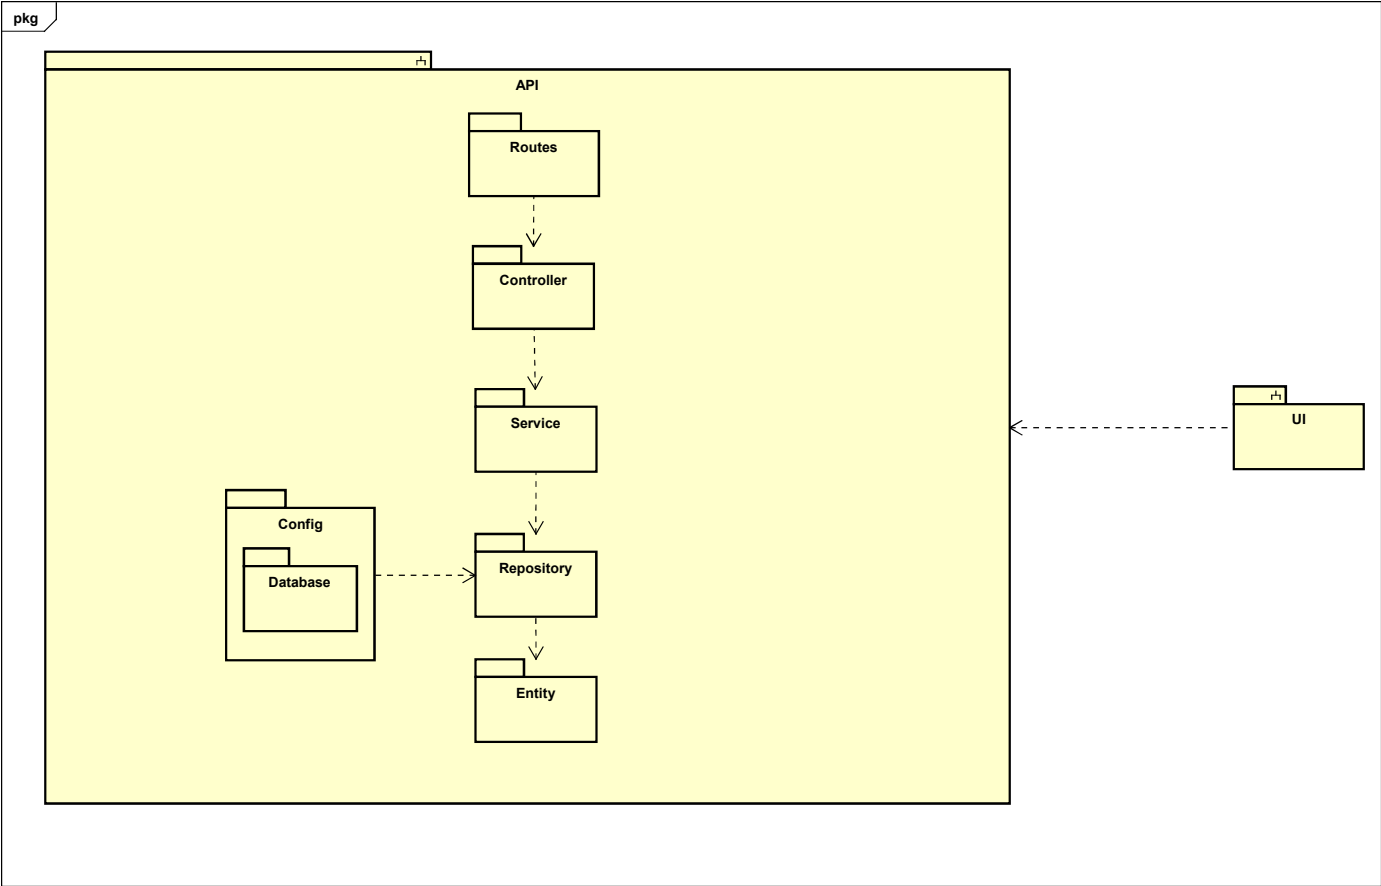 pkg
API
Routes
Controller
Service
UI
Config
Database
Repository
Entity